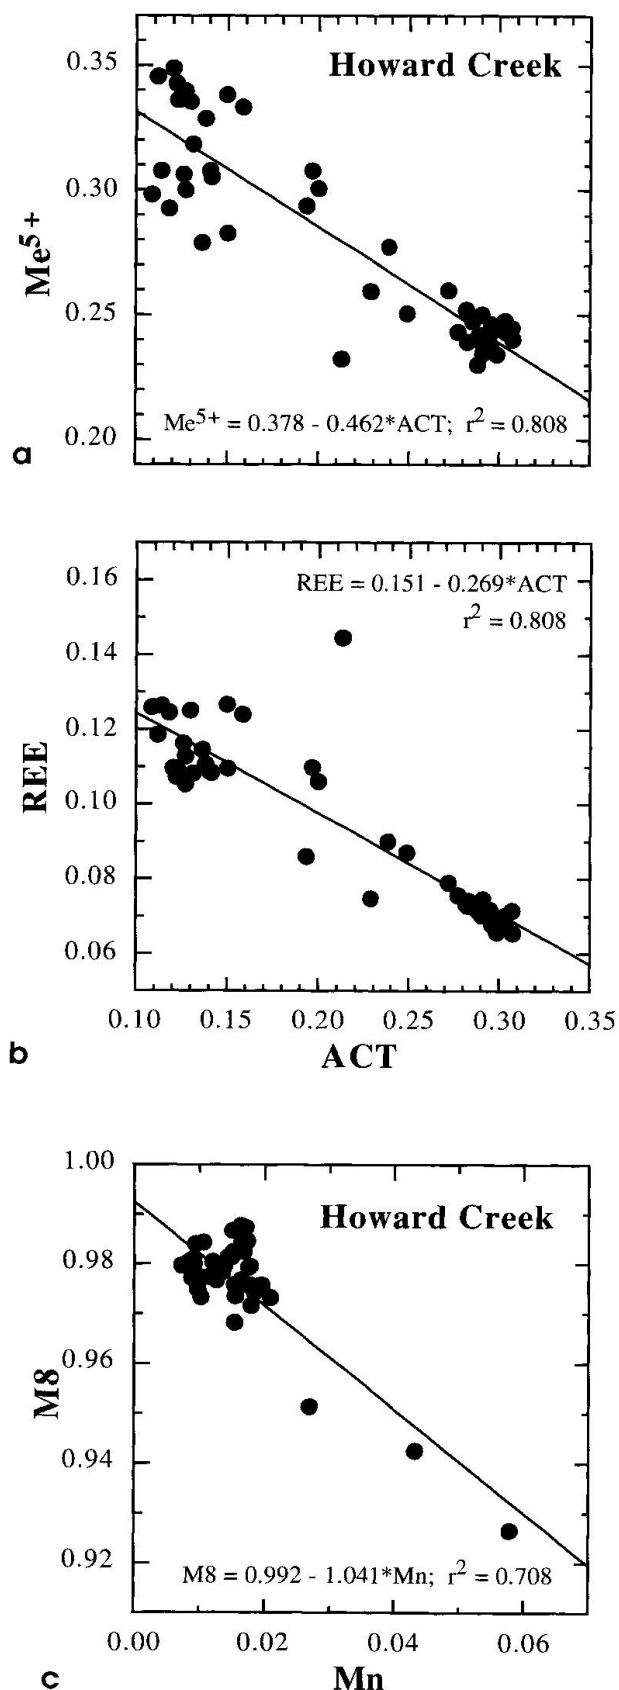 Howard Creek
0.35
0.30
0.25
0.20
Me5+
Me5+ = 0.378 - 0.462*ACT; r2 = 0.808
a
REE = 0.151 - 0.269*ACT
r2 = 0.808
0.16
0.14
0.12
0.10
0.08
0.06
REE
0.10 0.15 0.20 0.25 0.30 0.35
ACT
b
1.00
Howard Creek
0.98
0.96
0.94
0.92
M8
M8 = 0.992 - 1.041*Mn; r2 = 0.708
0.00 0.02 0.04 0.06
Mn
c